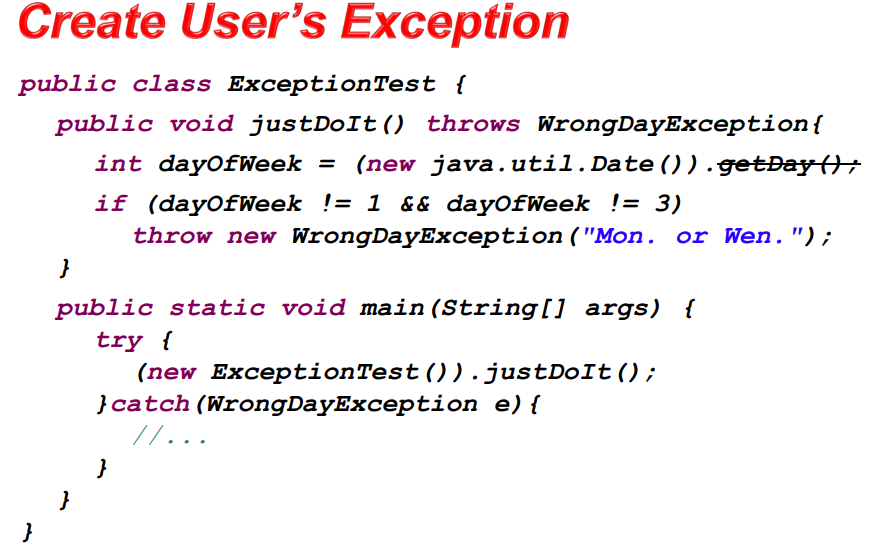 Create User's Exception
public class ExceptionTest {
public void justDoIt() throws WrongDayException{
int dayOfWeek = (new java.util.Date()).getDay();
if (dayOfWeek != 1 && dayOfWeek != 3)
throw new WrongDayException("Mon. or Wen.");
}
public static void main(String[] args) {
try {
(new ExceptionTest()).justDoIt();
}catch(WrongDayException e){
//...
}
}
}